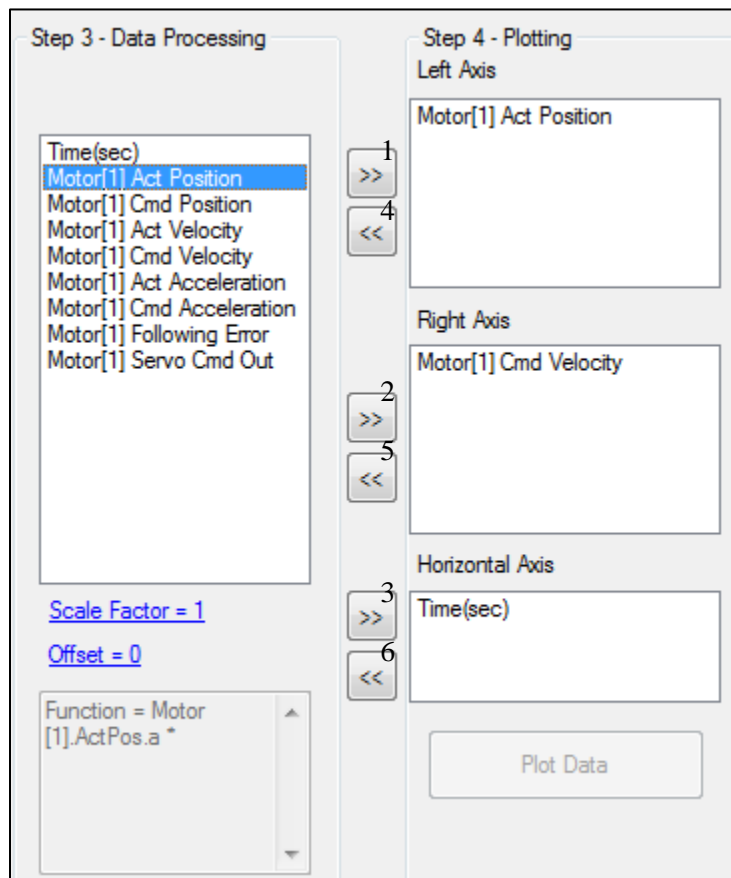 Step 3 - Data Processing
Time(sec)
Motor[1] Act Position
Motor[1] Cmd Position
Motor[1] Act Velocity
Motor[1] Cmd Velocity
Motor[1] Act Acceleration
Motor[1] Cmd Acceleration
Motor[1] Following Error
Motor[1] Servo Cmd Out
Scale Factor = 1
Offset = 0
Function = Motor
[1].ActPos.a *
1
>>
4
<<
2
>>
5
<<
3
>>
6
<<
Step 4 - Plotting
Left Axis
Motor[1] Act Position
Right Axis
Motor[1] Cmd Velocity
Horizontal Axis
Time(sec)
Plot Data